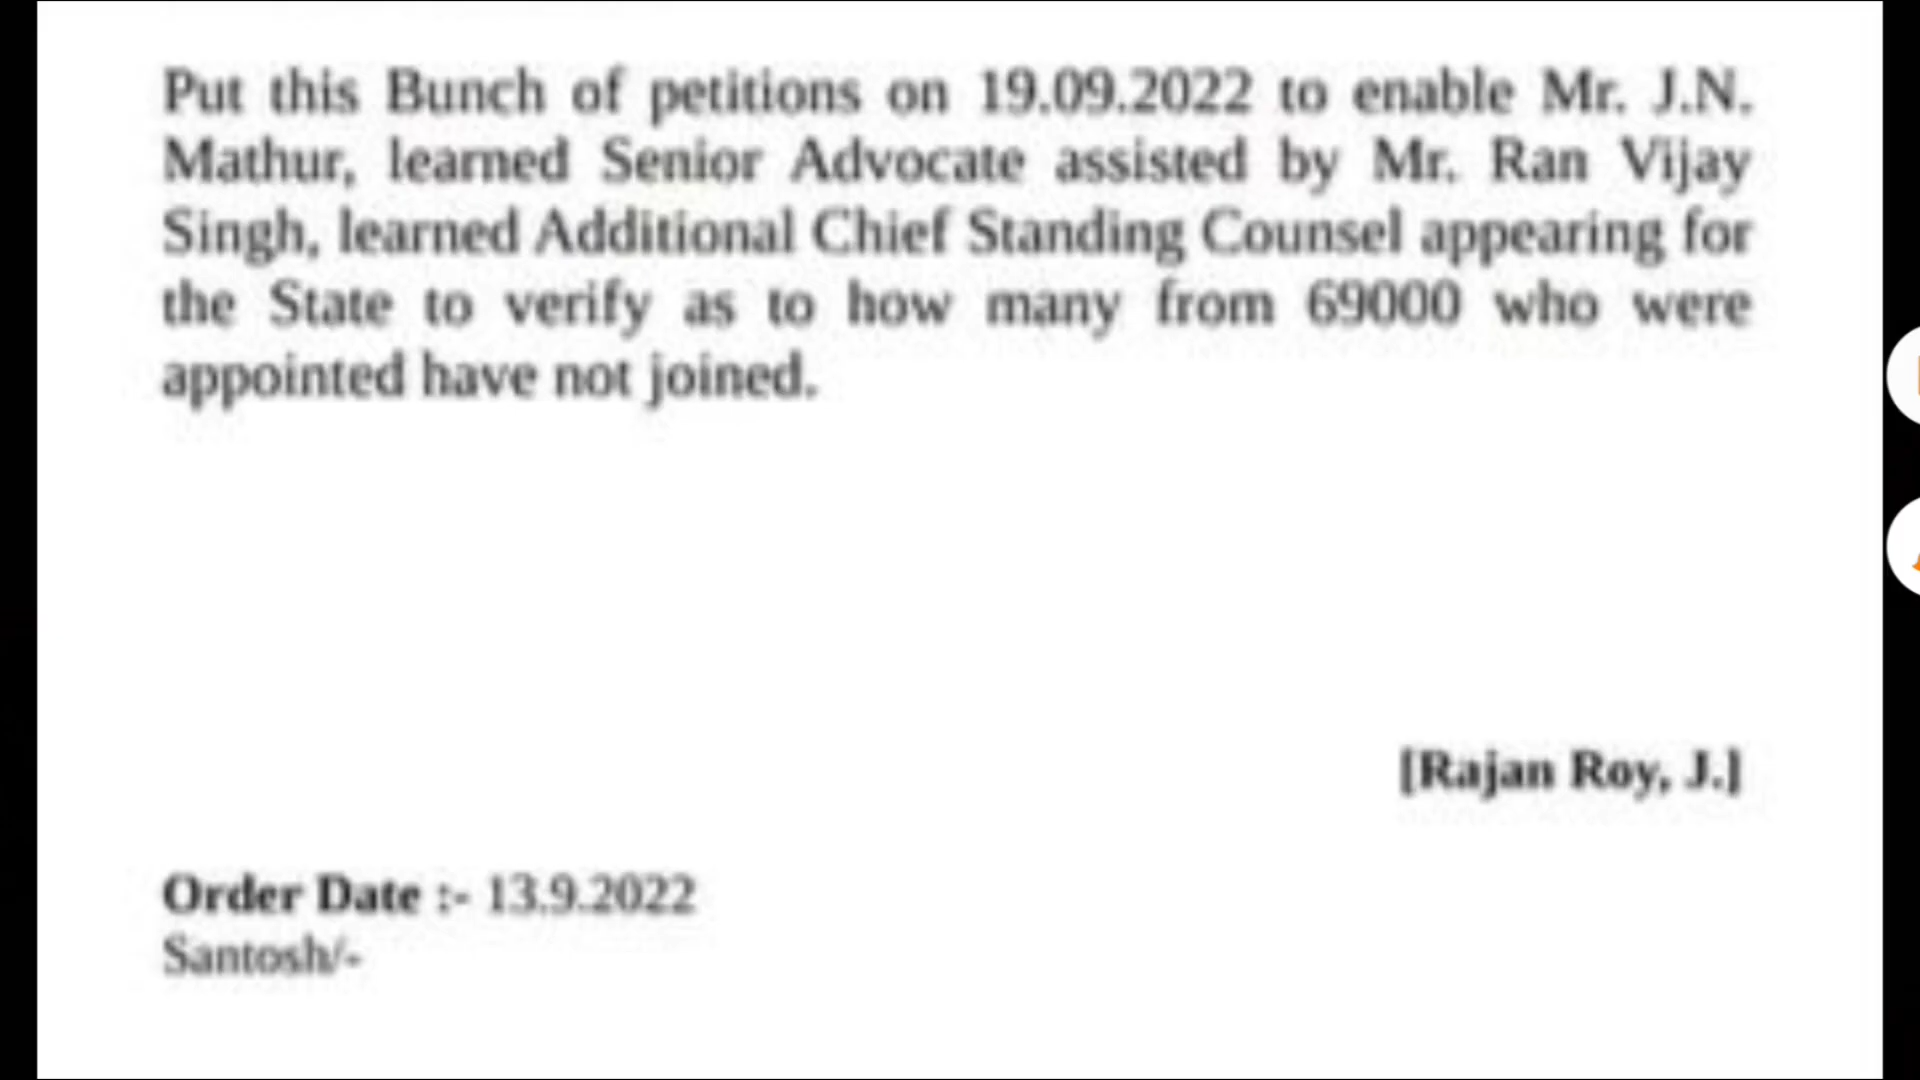 Put this Bunch of petitions on 19.09.2022 to enable Mr. J.N.
Mathur, learned Senior Advocate assisted by Mr. Ran Vijay
Singh, learned Additional Chief Standing Counsel appearing for
the State to verify as to how many from 69000 who were
appointed have not joined.
[Rajan Roy, J.]
Order Date :- 13.9.2022
Santosh/-